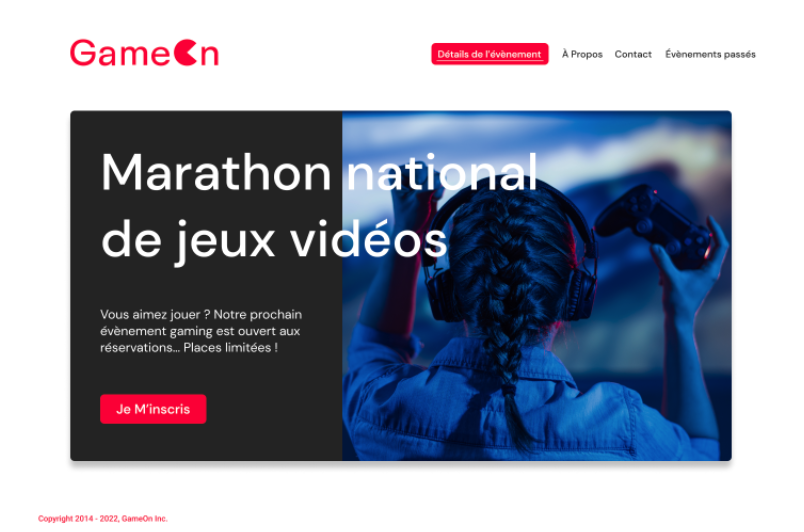 GameOn
Détails de l'évènement
À Propos
Contact
Évènements passés
Marathon national
de jeux vidéos
Vous aimez jouer ? Notre prochain
évènement gaming est ouvert aux
réservations... Places limitées !
Je M'inscris
Copyright 2014 - 2022, GameOn Inc.